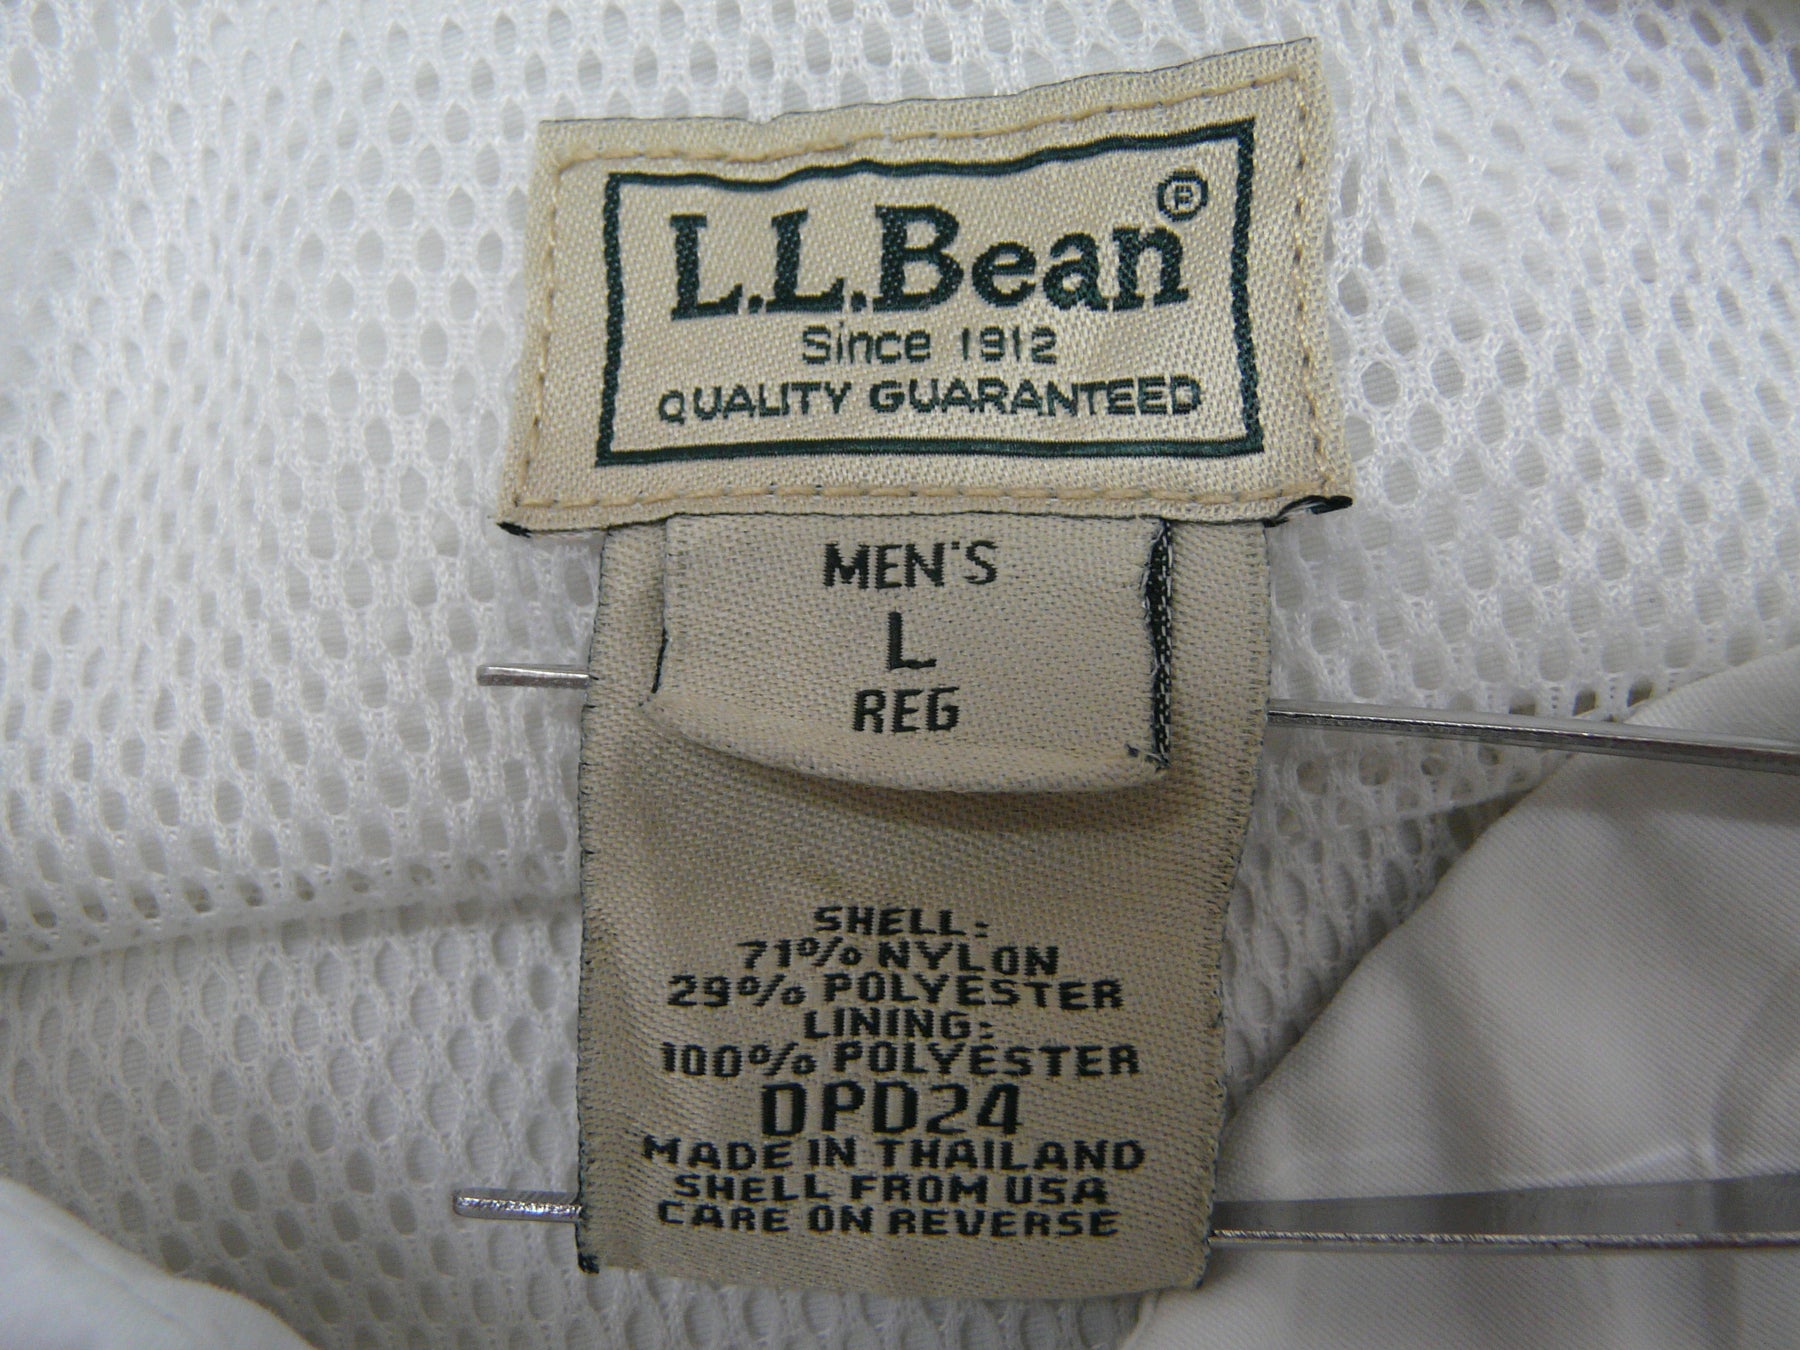 L.L.Bean®
Since 1912
QUALITY GUARANTEED
MEN'S
L
REG
SHELL:
71% NYLON
29% POLYESTER
LINING:
100% POLYESTER
0PD24
MADE IN THAILAND
SHELL FROM USA
CARE ON REVERSE